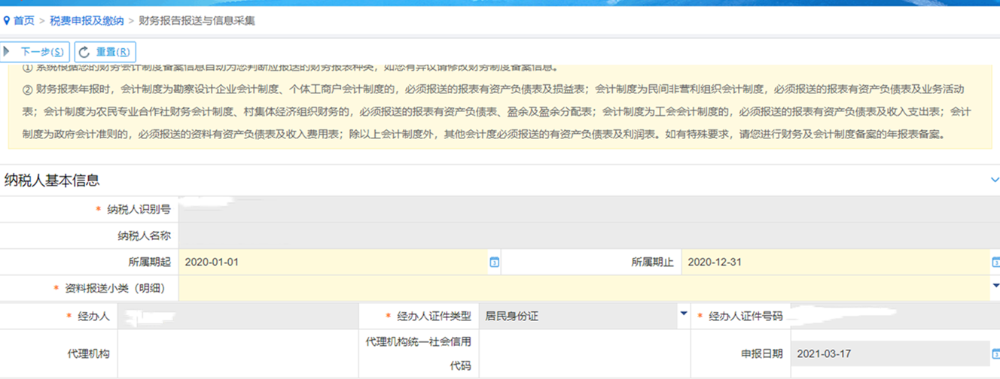 首页 > 税费申报及缴纳 > 财务报告报送与信息采集
下一步(S) 重置(R)
① 系统根据您的财务会计制度备案信息自动为您判断应报送的财务报表种类，如您有异议请修改财务制度备案信息。
② 财务报表年报时，会计制度为勘察设计企业会计制度、个体工商户会计制度的，必须报送的报表有资产负债表及损益表；会计制度为民间非营利组织会计制度，必须报送的报表有资产负债表及业务活动
表；会计制度为农民专业合作社财务会计制度、村集体经济组织财务的，必须报送的报表有资产负债表、盈余及盈余分配表；会计制度为工会会计制度的，必须报送的报表有资产负债表及收入支出表；会计
制度为政府会计准则的，必须报送的资料有资产负债表及收入费用表；除以上会计制度外，其他会计度必须报送的有资产负债表及利润表。如有特殊要求，请您进行财务及会计制度备案的年报表备案。
纳税人基本信息
* 纳税人识别号
纳税人名称
所属期起 2020-01-01 所属期止 2020-12-31
* 资料报送小类（明细）
* 经办人 * 经办人证件类型 居民身份证 * 经办人证件号码
代理机构 代理机构统一社会信用
代码 申报日期 2021-03-17